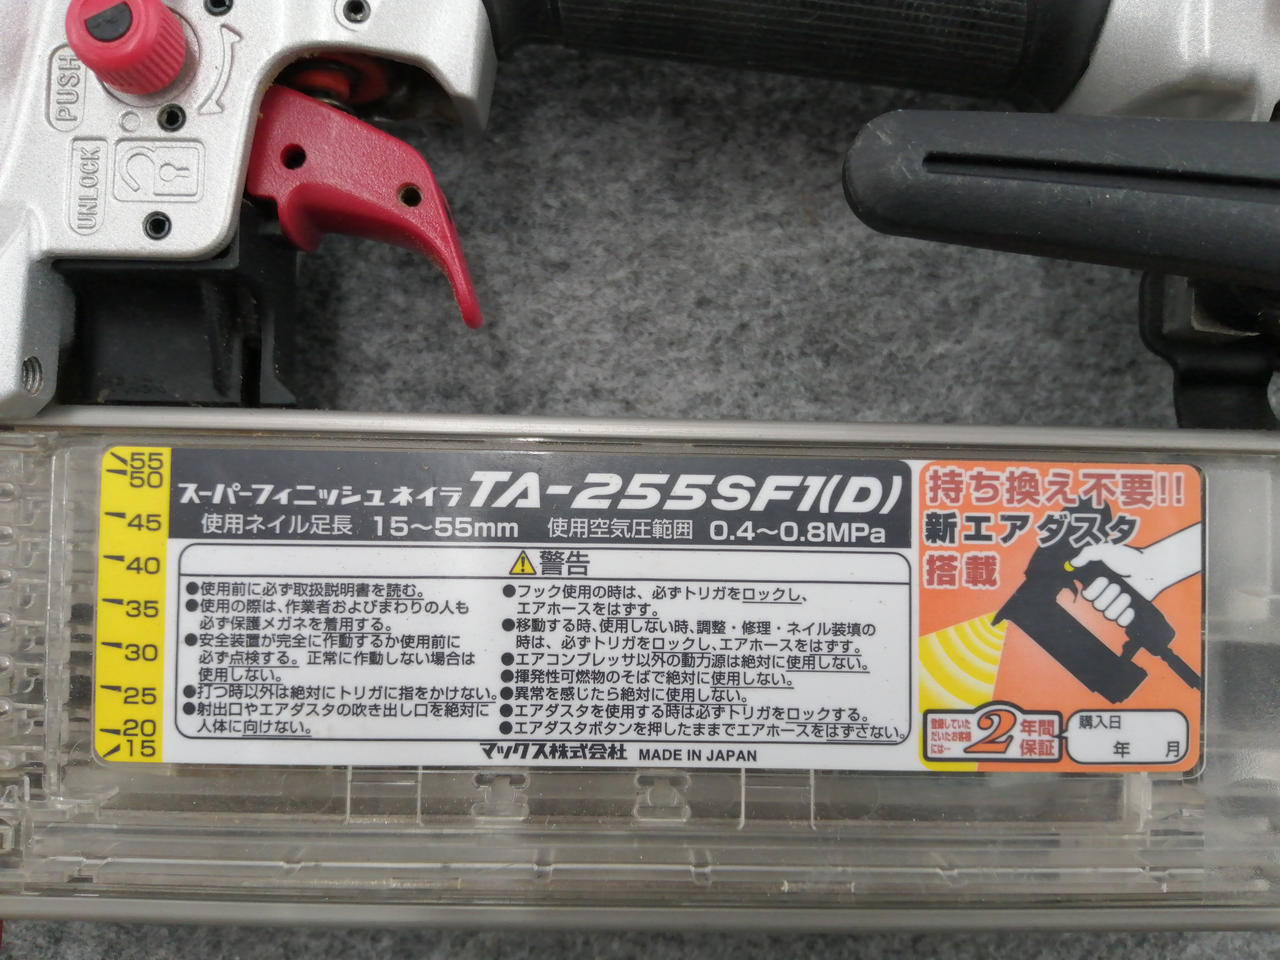 PUSH
UNLOCK
55
50
45
40
35
30
25
20
15
スーパーフィニッシュネイラ TA-255SF1(D)
使用ネイル足長 15〜55mm 使用空気圧範囲 0.4〜0.8MPa
警告
●使用前に必ず取扱説明書を読む。
●使用の際は、作業者およびまわりの人も
必ず保護メガネを着用する。
●安全装置が完全に作動するか使用前に
必ず点検する。正常に作動しない場合は
使用しない。
●打つ時以外は絶対にトリガに指をかけない。
●射出口やエアダスタの吹き出し口を絶対に
人体に向けない。
●フック使用の時は、必ずトリガをロックし、
エアホースをはずす。
●移動する時、使用しない時、調整・修理・ネイル装填の
時は、必ずトリガをロックし、エアホースをはずす。
●エアコンプレッサ以外の動力源は絶対に使用しない。
●揮発性可燃物のそばで絶対に使用しない。
●異常を感じたら絶対に使用しない。
●エアダスタを使用する時は必ずトリガをロックする。
●エアダスタボタンを押したままでエアホースをはずさない。
マックス株式会社 MADE IN JAPAN
持ち換え不要!!
新エアダスタ
搭載
登録していた
だいたお客様
には…
2年間
保証
購入日
年 月